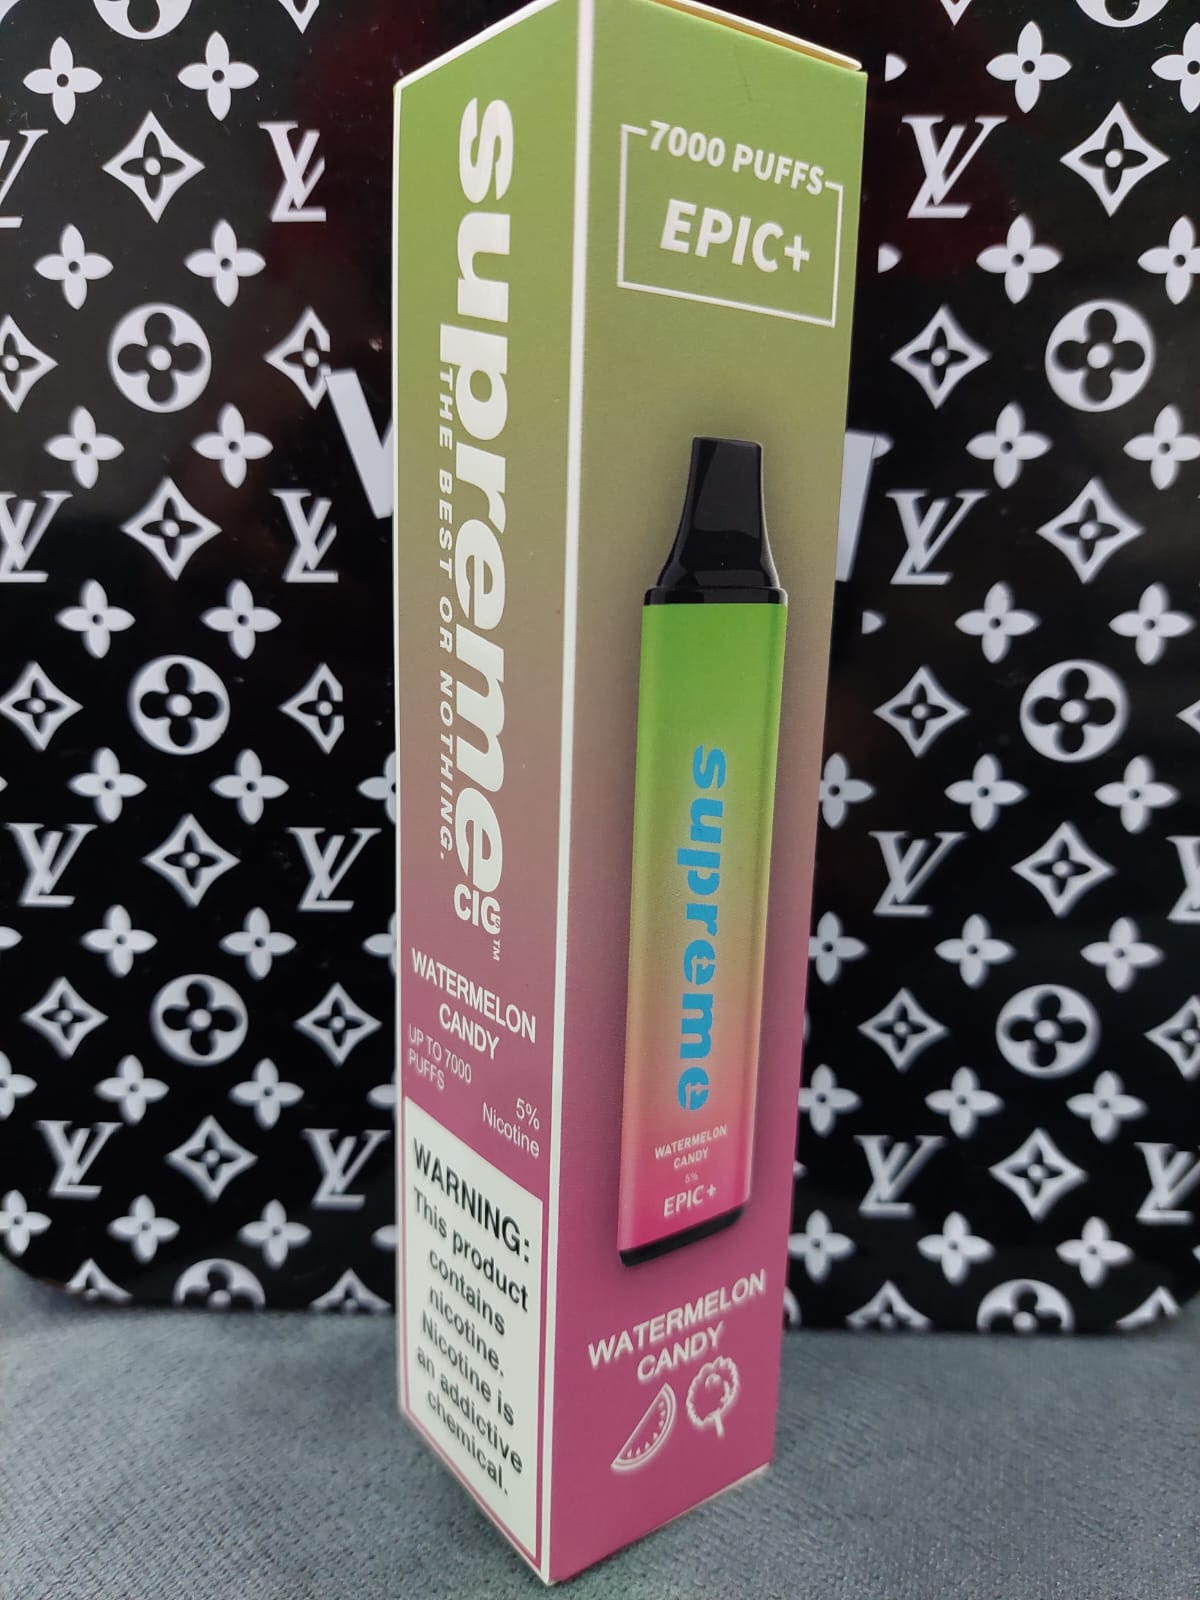 supreme
CIGs™
THE BEST OR NOTHING.
WATERMELON
CANDY
UP TO 7000
PUFFS
5%
Nicotine
WARNING:
This product
contains
nicotine.
Nicotine is
an addictive
chemical.
7000 PUFFS
EPIC+
supreme
WATERMELON
CANDY
5%
EPIC+
WATERMELON
CANDY